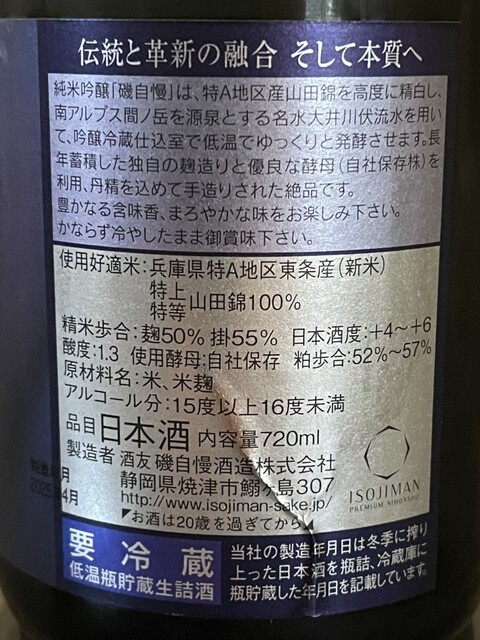 伝統と革新の融合 そして本質へ
純米吟醸「磯自慢」は、特A地区産山田錦を高度に精白し、
南アルプス間ノ岳を源泉とする名水大井川伏流水を用い
て、吟醸冷蔵仕込室で低温でゆっくりと発酵させます。長
年蓄積した独自の麹造りと優良な酵母(自社保存株)を
利用、丹精を込めて手造りされた絶品です。
豊かなる含味香、まろやかな味をお楽しみ下さい。
かならず冷やしたまま御賞味下さい。
使用好適米:兵庫県特A地区東条産(新米)
特上
特等 山田錦100%
精米歩合:麹50% 掛55% 日本酒度:+4~+6
酸度:1.3 使用酵母:自社保存 粕歩合:52%~57%
原材料名:米、米麹
アルコール分:15度以上16度未満
品目 日本酒 内容量720ml
製造者 酒友 磯自慢酒造株式会社
静岡県焼津市鰯ヶ島307
http://www.isojiman-sake.jp/
お酒は20歳を過ぎてから
ISOJIMAN
PREMIUM NIHONSHU
月
2025 4月
要冷蔵
低温瓶貯蔵生詰酒
当社の製造年月日は冬季に搾り
上った日本酒を瓶詰、冷蔵庫に
瓶貯蔵した年月日を記載しています。